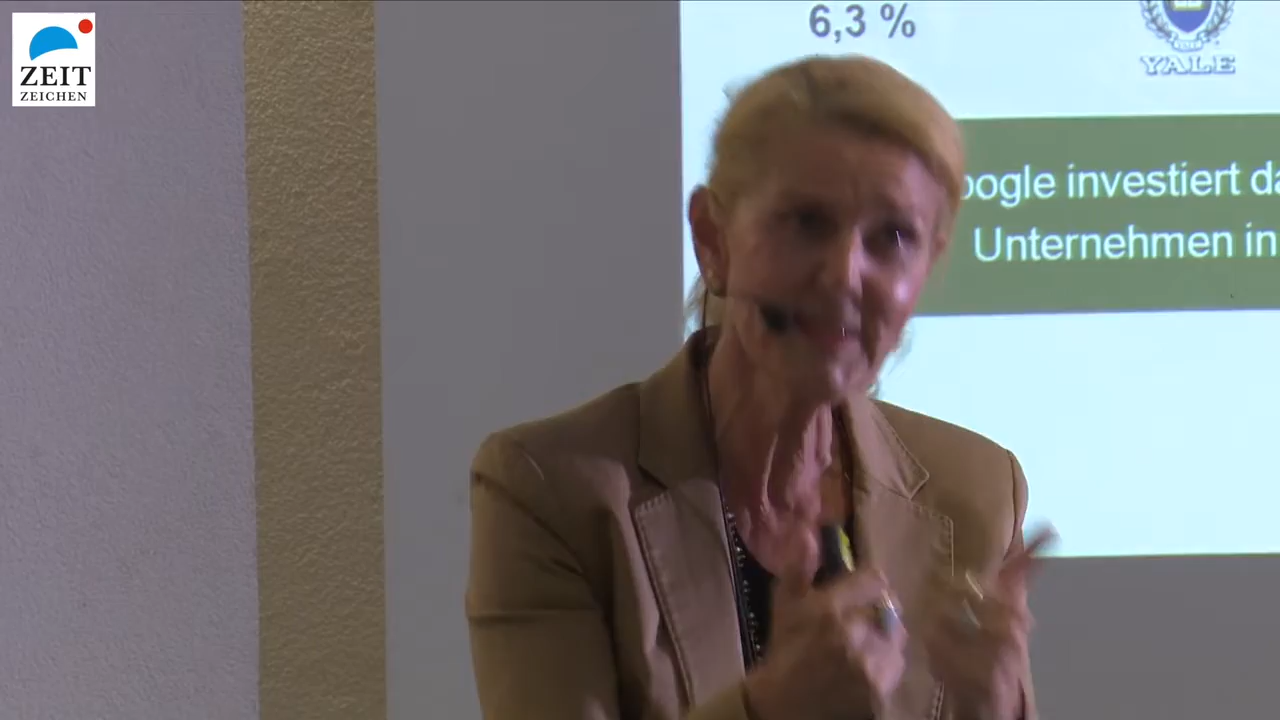 ZEIT
ZEICHEN
6,3 %
YALE
oogle investiert da
Unternehmen in